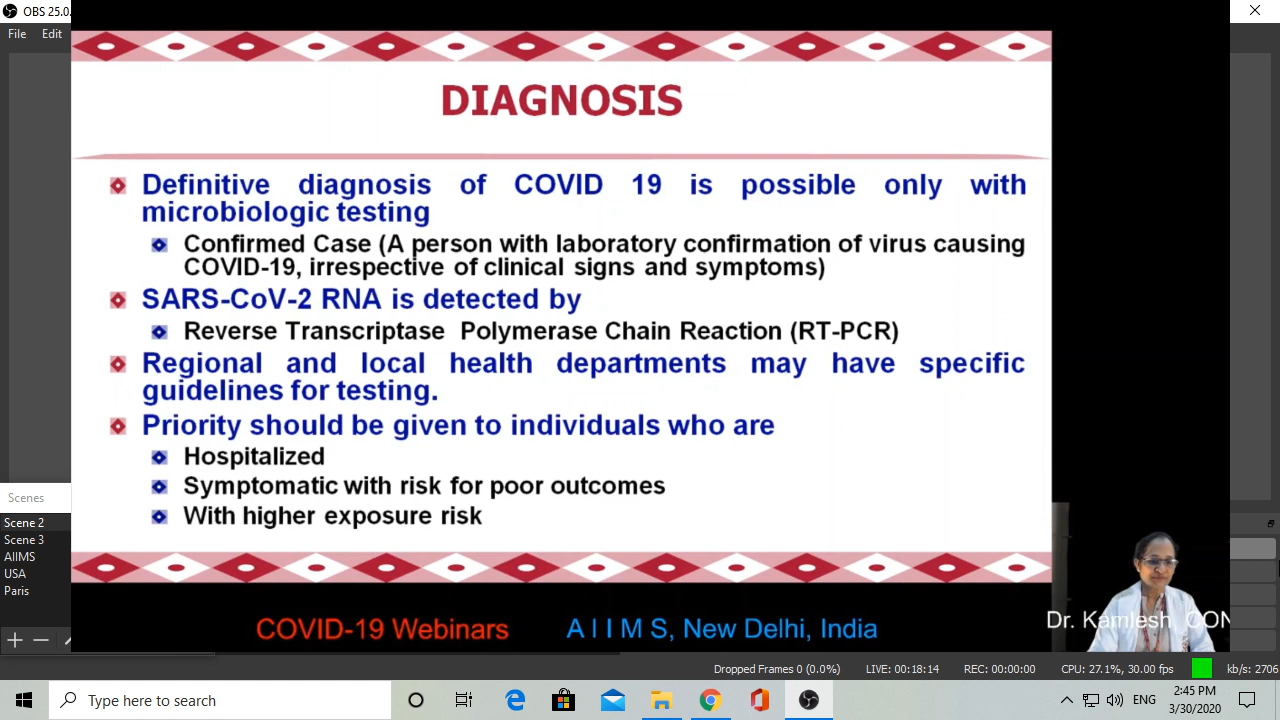 OBS 25.0.
File Edit
DIAGNOSIS
Definitive diagnosis of COVID 19 is possible only with
microbiologic testing
Confirmed Case (A person with laboratory confirmation of virus causing
COVID-19, irrespective of clinical signs and symptoms)
SARS-CoV-2 RNA is detected by
Reverse Transcriptase Polymerase Chain Reaction (RT-PCR)
Regional and local health departments may have specific
guidelines for testing.
Priority should be given to individuals who are
Hospitalized
Symptomatic with risk for poor outcomes
With higher exposure risk
Scenes
Scene 2
Scene 3
AIIMS
USA
Paris
Dr. Kamlesh, CON
COVID-19 Webinars A I I M S, New Delhi, India
Dropped Frames 0 (0.0%) LIVE: 00:18:14 REC: 00:00:00 CPU: 27.1%, 30.00 fps kb/s: 2706
Type here to search
ENG
2:45 PM
3/30/2020